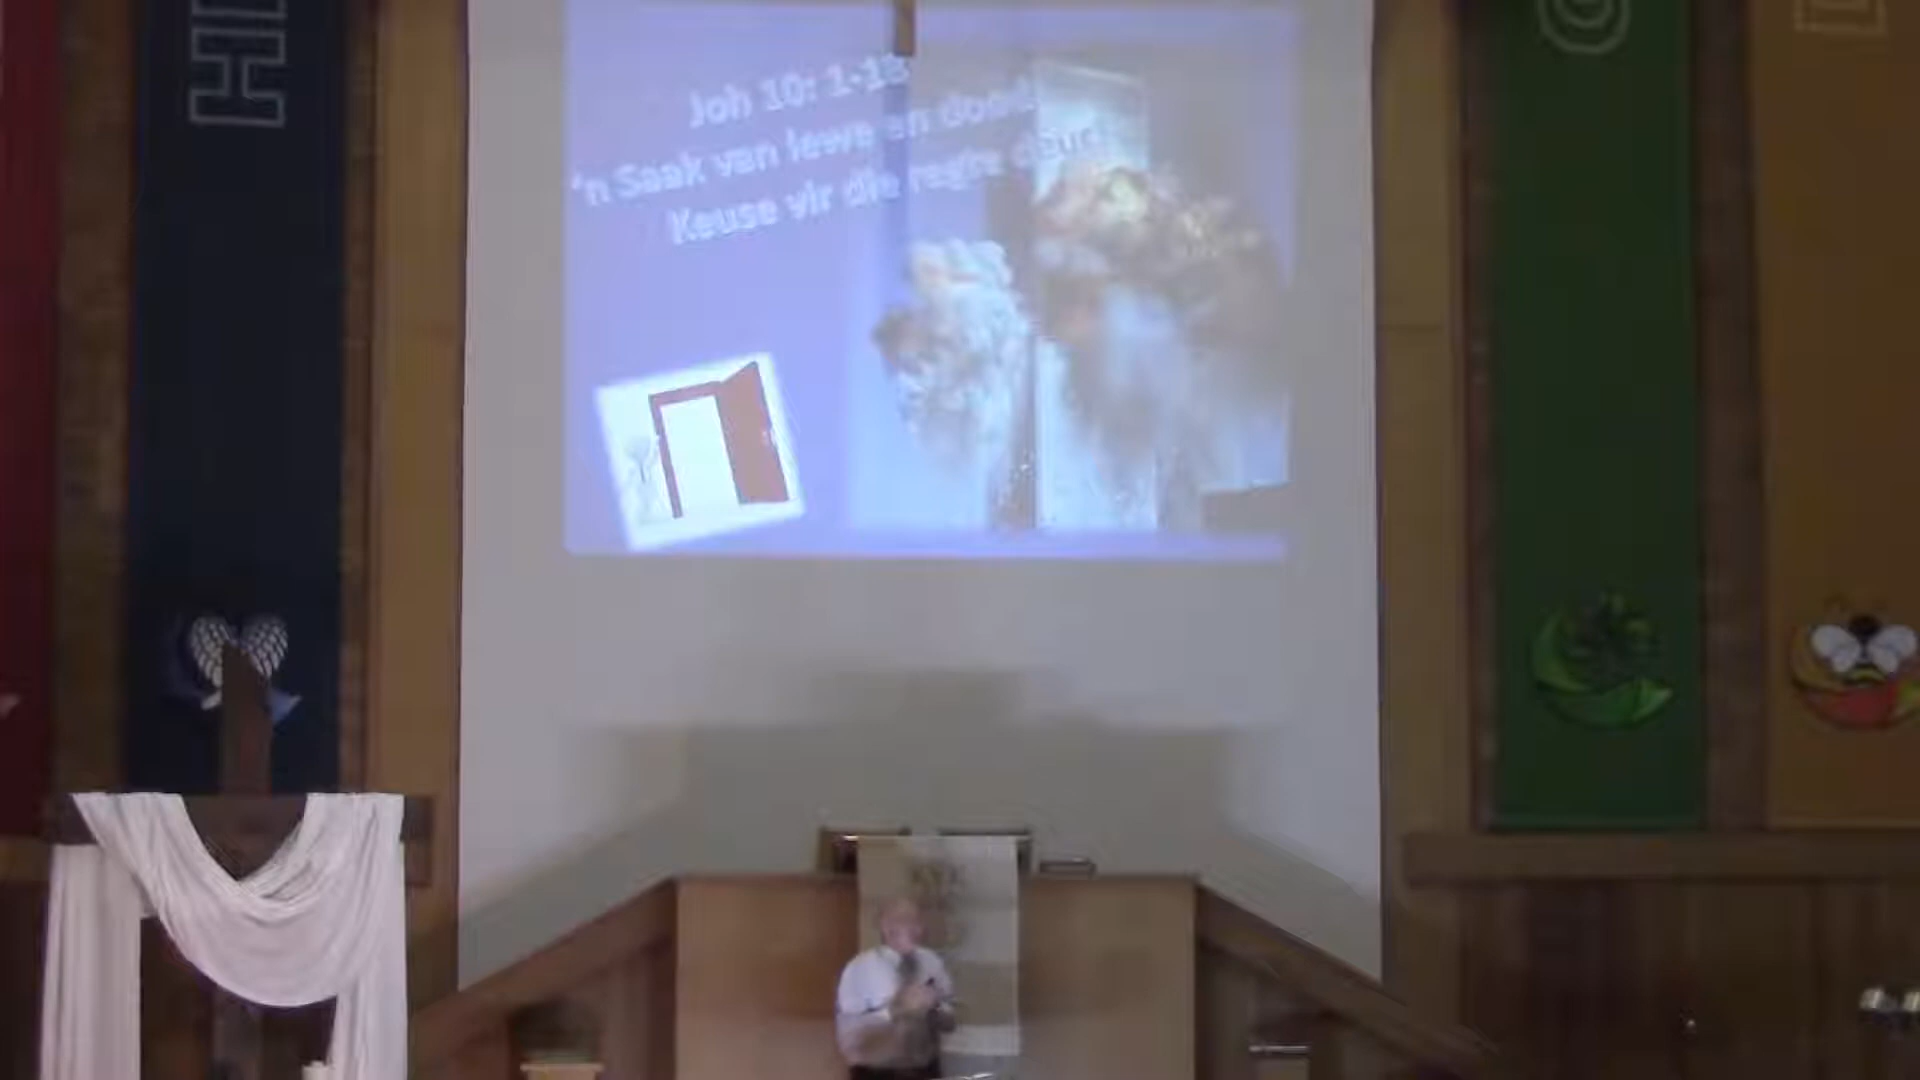 Joh 10: 1-18
'n Saak van lewe en dood:
Keuse vir die regte deur